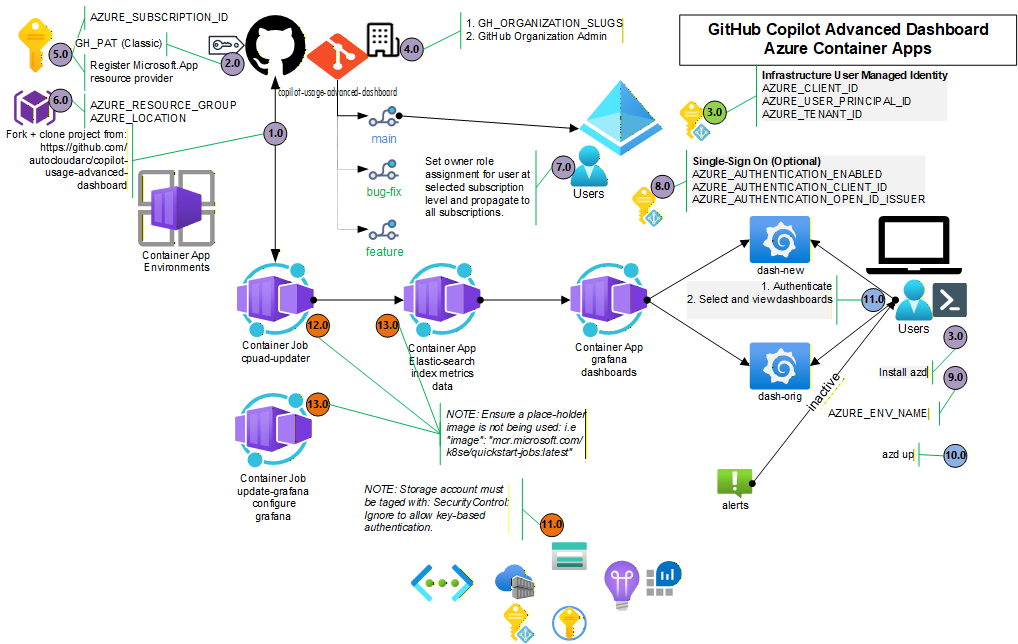 GitHub Copilot Advanced Dashboard
Azure Container Apps
AZURE_SUBSCRIPTION_ID
5.0
GH_PAT (Classic)
2.0
Register Microsoft.App
resource provider
6.0
AZURE_RESOURCE_GROUP
AZURE_LOCATION
1.0
Fork + clone project from:
https://github.com/
autocloudarc/copilot-
usage-advanced-
dashboard
4.0
1. GH_ORGANIZATION_SLUGS
2. GitHub Organization Admin
copilot-usage-advanced-dashboard
main
bug-fix
feature
Infrastructure User Managed Identity
AZURE_CLIENT_ID
AZURE_USER_PRINCIPAL_ID
AZURE_TENANT_ID
3.0
Set owner role
assignment for user at
selected subscription
level and propagate to
all subscriptions.
7.0
Users
8.0
Single-Sign On (Optional)
AZURE_AUTHENTICATION_ENABLED
AZURE_AUTHENTICATION_CLIENT_ID
AZURE_AUTHENTICATION_OPEN_ID_ISSUER
Container App
Environments
Container Job
cpuad-updater
12.0
13.0
Container App
Elastic-search
index metrics
data
Container App
grafana
dashboards
dash-new
1. Authenticate
2. Select and view dashboards
11.0
Users
dash-orig
inactive
alerts
3.0
Install azd
9.0
AZURE_ENV_NAME
azd up
10.0
13.0
Container Job
update-grafana
configure
grafana
NOTE: Ensure a place-holder
image is not being used: i.e
"image": "mcr.microsoft.com/
k8se/quickstart-jobs:latest"
NOTE: Storage account must
be taged with: SecurityControl:
Ignore to allow key-based
authentication.
11.0